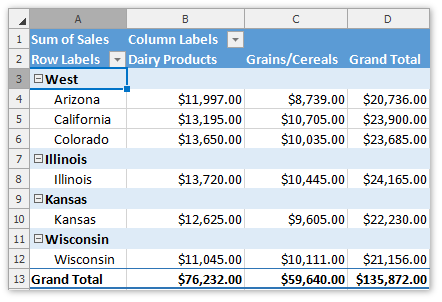 A B C D
1 Sum of Sales Column Labels
2 Row Labels Dairy Products Grains/Cereals Grand Total
3 West
4 Arizona $11,997.00 $8,739.00 $20,736.00
5 California $13,195.00 $10,705.00 $23,900.00
6 Colorado $13,650.00 $10,035.00 $23,685.00
7 Illinois
8 Illinois $13,720.00 $10,445.00 $24,165.00
9 Kansas
10 Kansas $12,625.00 $9,605.00 $22,230.00
11 Wisconsin
12 Wisconsin $11,045.00 $10,111.00 $21,156.00
13 Grand Total $76,232.00 $59,640.00 $135,872.00